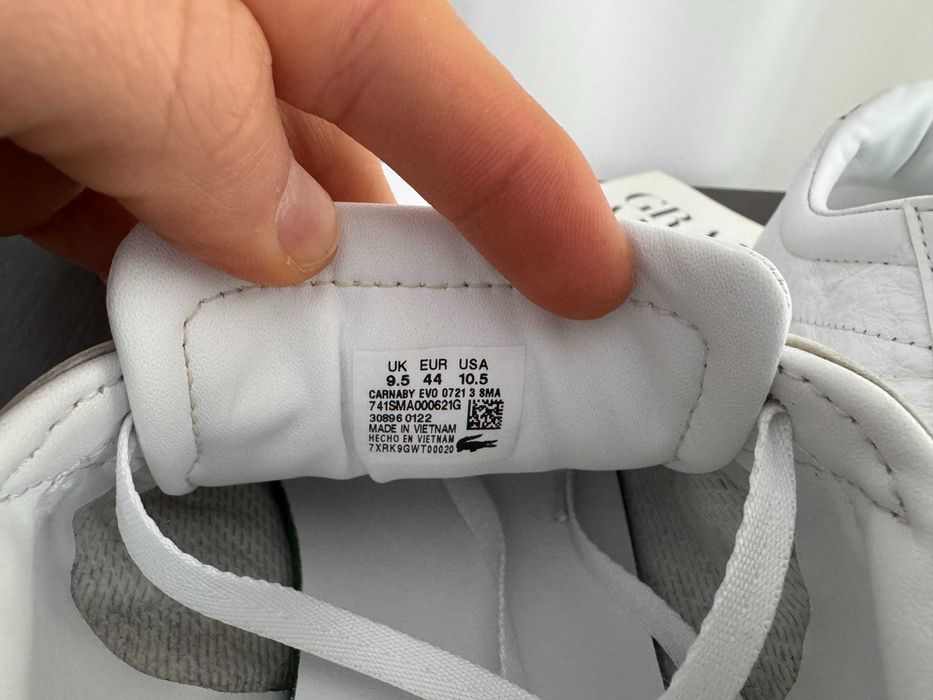 UK EUR USA
9.5 44 10.5
CARNABY EVO 0721 3 SMA
741SMA000621G
30896 0122
MADE IN VIETNAM
HECHO EN VIETNAM
7XRK9GWT00020
GR